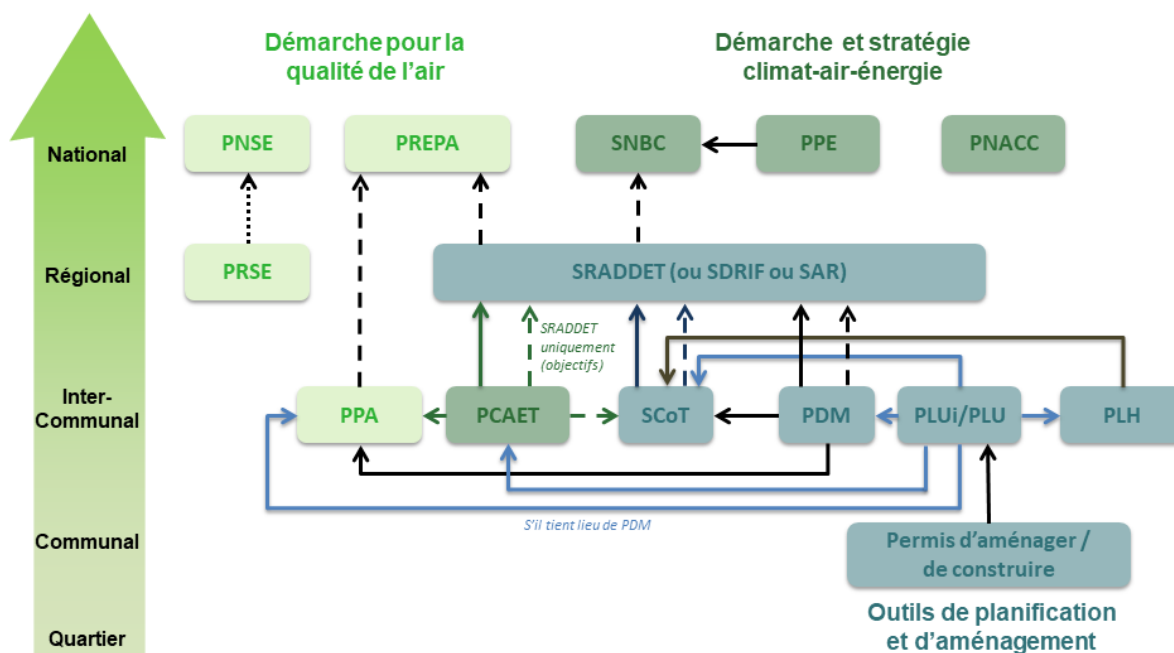 Démarche pour la
qualité de l'air
Démarche et stratégie
climat-air-énergie
National
PNSE
PREPA
SNBC
PPE
PNACC
Régional
PRSE
SRADDET (ou SDRIF ou SAR)
SRADDET
uniquement
(objectifs)
Inter-
Communal
PPA
PCAET
SCoT
PDM
PLUi/PLU
PLH
S'il tient lieu de PDM
Communal
Permis d'aménager /
de construire
Outils de planification
et d'aménagement
Quartier